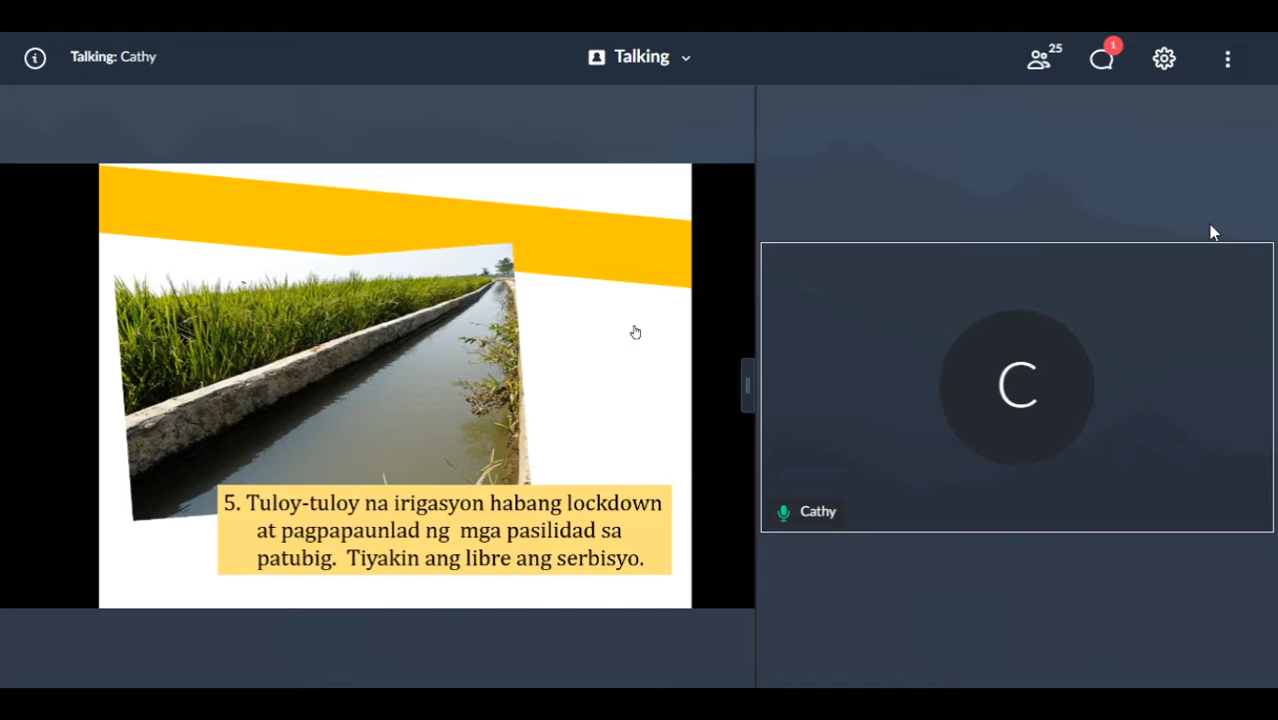 Talking: Cathy
Talking
25
1
5. Tuloy-tuloy na irigasyon habang lockdown
at pagpapaunlad ng mga pasilidad sa
patubig. Tiyakin ang libre ang serbisyo.
C
Cathy